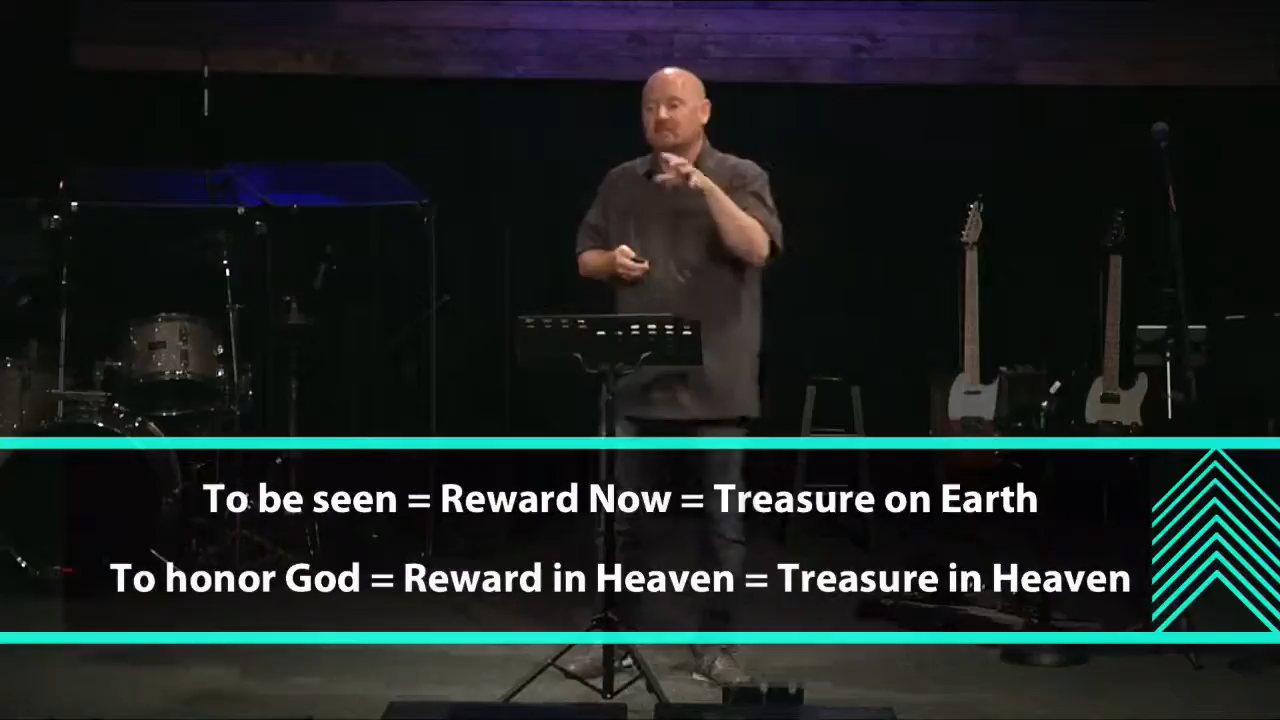 To be seen = Reward Now = Treasure on Earth
To honor God = Reward in Heaven = Treasure in Heaven